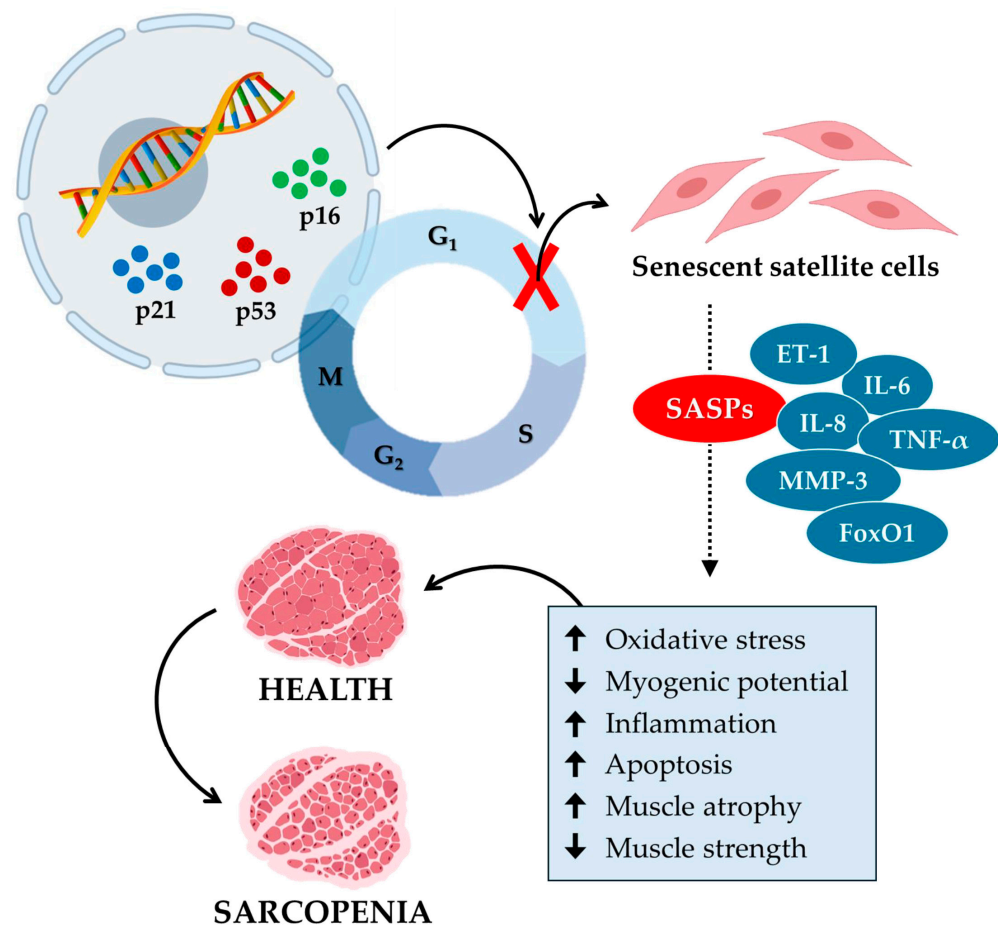 p16
p21
p53
G₁
M
S
G₂
Senescent satellite cells
ET-1
IL-6
SASPs
IL-8
TNF-α
MMP-3
FoxO1
↑ Oxidative stress
↓ Myogenic potential
↑ Inflammation
↑ Apoptosis
↑ Muscle atrophy
↓ Muscle strength
HEALTH
SARCOPENIA